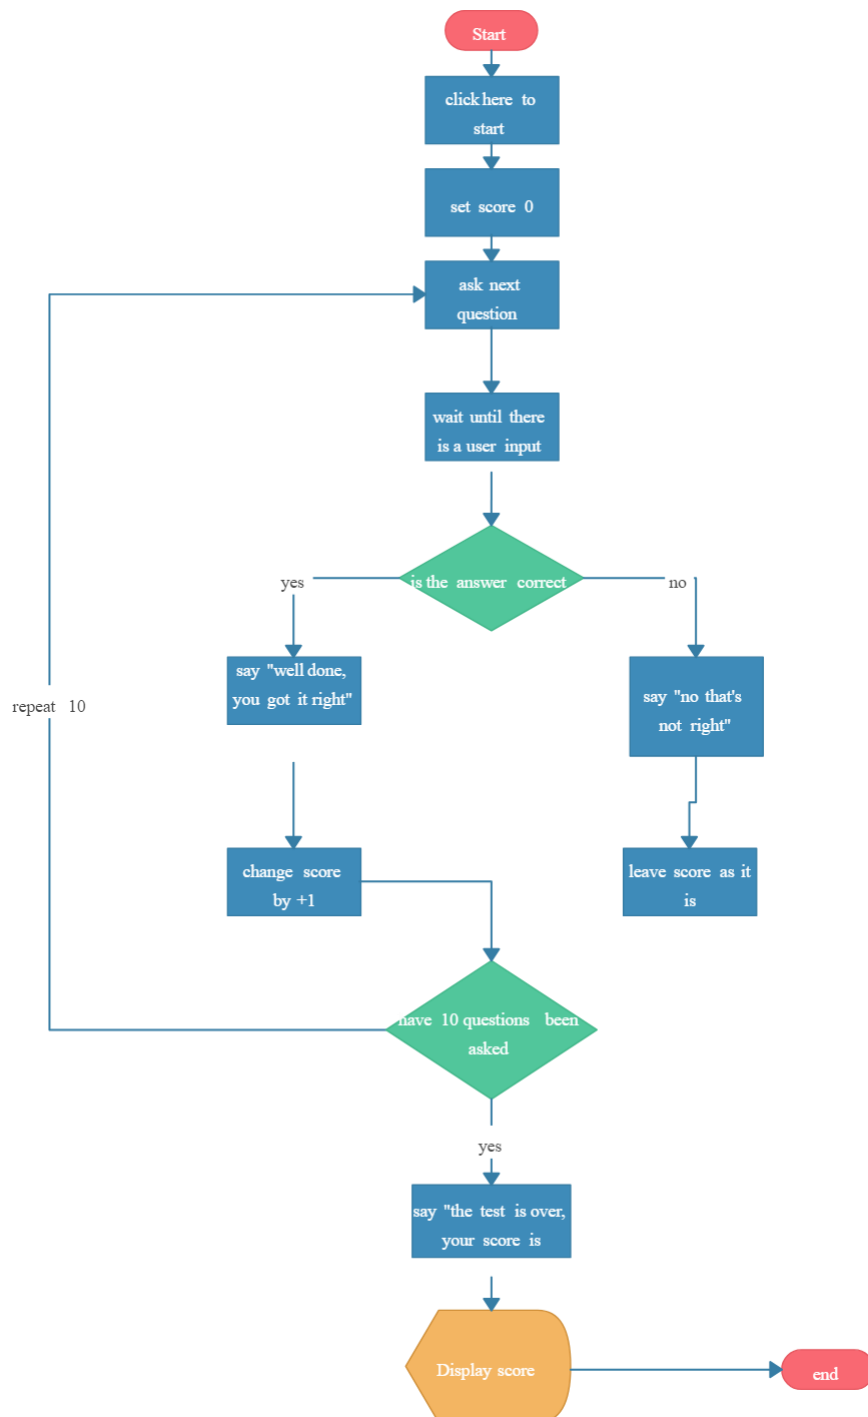 Start
click here to
start
set score 0
ask next
question
wait until there
is a user input
is the answer correct
yes
no
say "well done,
you got it right"
say "no that's
not right"
repeat 10
change score
by +1
leave score as it
is
have 10 questions been
asked
yes
say "the test is over,
your score is
Display score
end